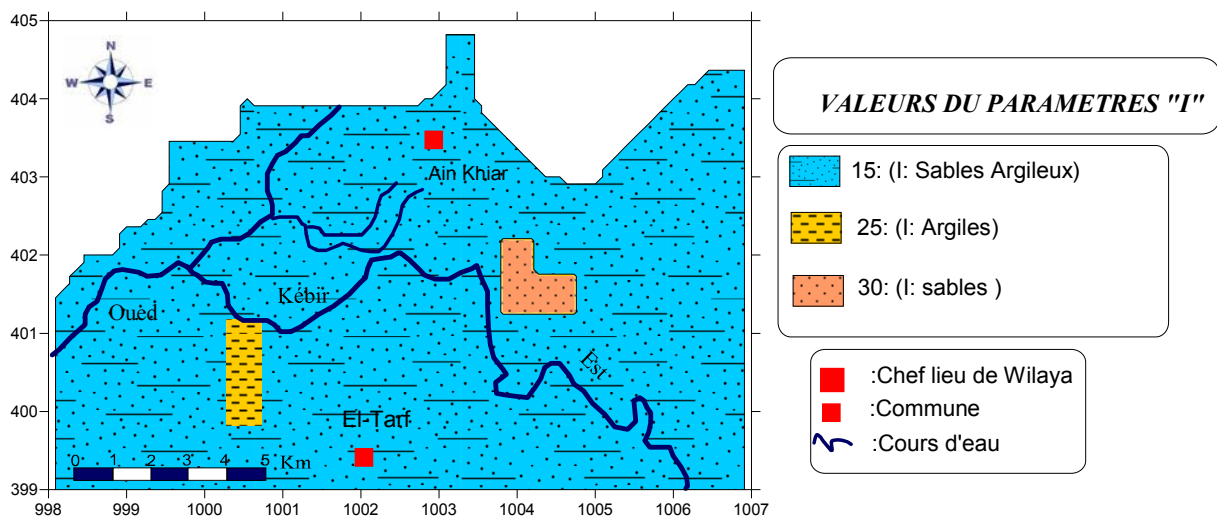 405
404
403
402
401
400
399
998 999 1000 1001 1002 1003 1004 1005 1006 1007
N
W E
S
Ain Khiar
Oued
Kébir
Est
El-Tarf
0 1 2 3 4 5 Km
VALEURS DU PARAMETRES "I"
15: (I: Sables Argileux)
25: (I: Argiles)
30: (I: sables )
:Chef lieu de Wilaya
:Commune
:Cours d'eau